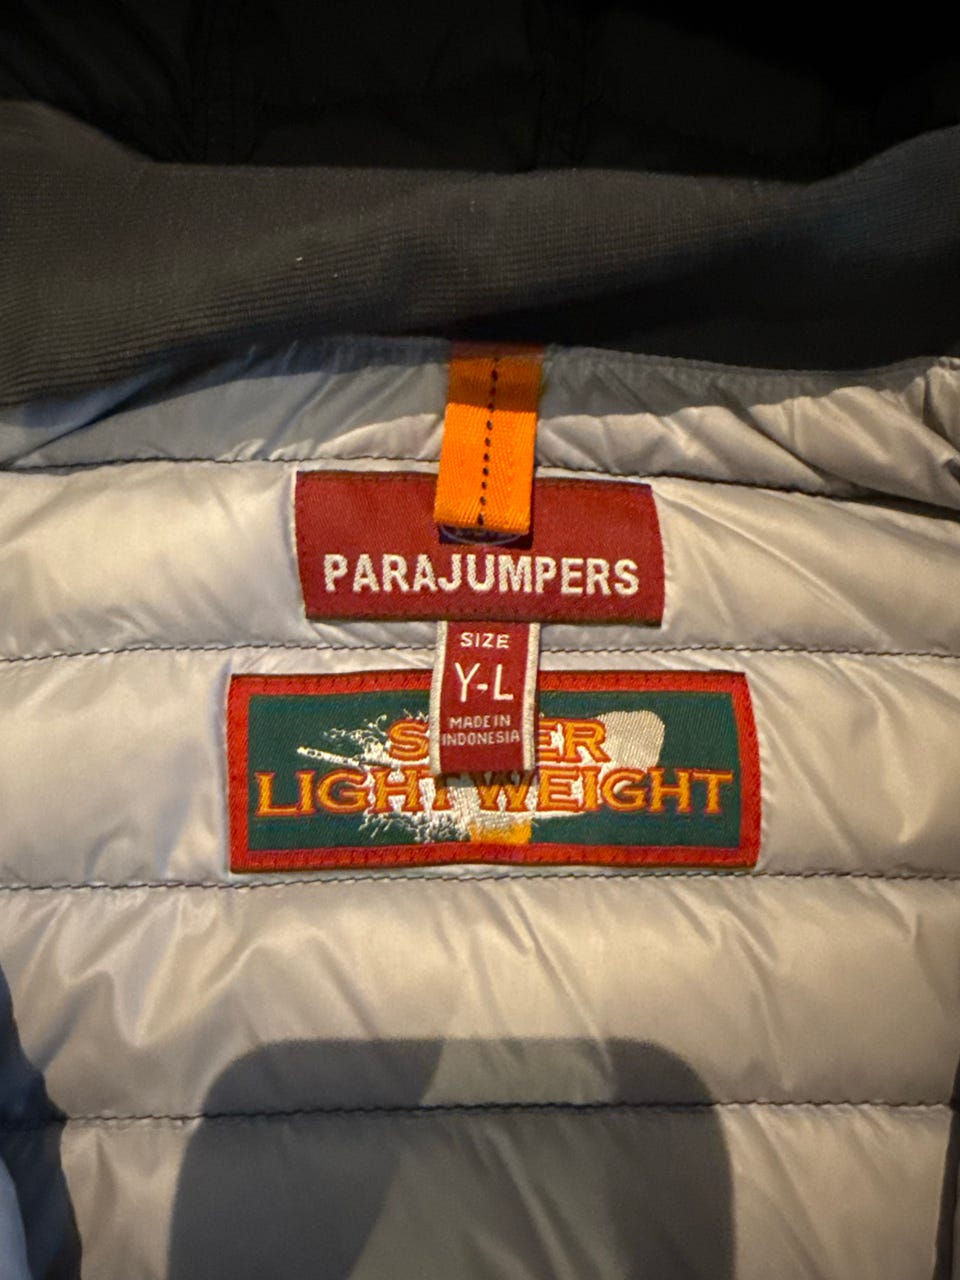 PARAJUMPERS
SIZE
Y-L
MADE IN
INDONESIA
LIGHTWEIGHT